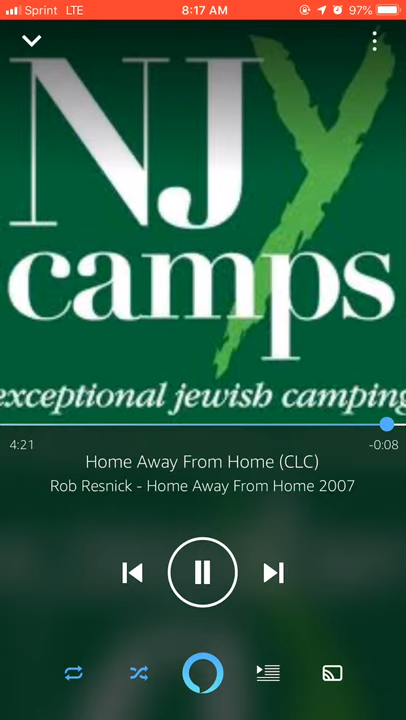 Sprint LTE 8:17 AM 97%
NJy
camps
exceptional jewish camping
4:21 -0:08
Home Away From Home (CLC)
Rob Resnick - Home Away From Home 2007